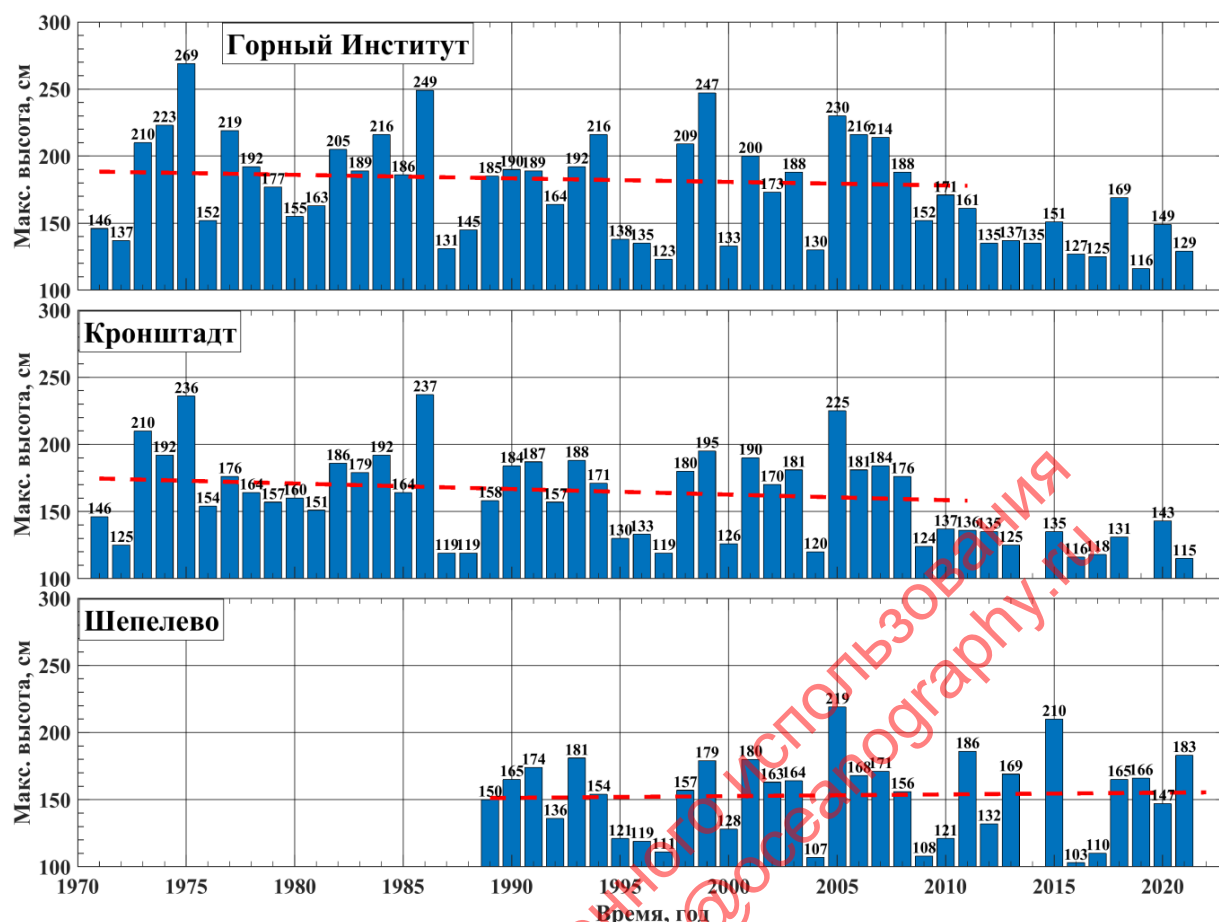 Горный Институт
Макс. высота, см
300
250
200
150
100
146 137 210 223 269 152 219 192 177 155 163 205 189 216 186 249 131 145 185 190 189 164 192 216 138 135 123 209 247 133 200 173 188 130 230 216 214 188 152 171 161 135 137 135 151 127 125 169 116 149 129
Кронштадт
Макс. высота, см
300
250
200
150
100
146 125 210 192 236 154 176 164 157 160 151 186 179 192 164 237 119 119 158 184 187 157 188 171 130 133 119 180 195 126 190 170 181 120 225 181 184 176 124 137 136 135 125 135 116 118 131 143 115
Шепелево
Макс. высота, см
300
250
200
150
100
150 165 174 136 181 154 121 119 111 157 179 128 180 163 164 107 219 168 171 156 108 121 186 132 169 210 103 110 165 166 147 183
1970 1975 1980 1985 1990 1995 2000 2005 2010 2015 2020
Время, год
использования
@oceanography.ru